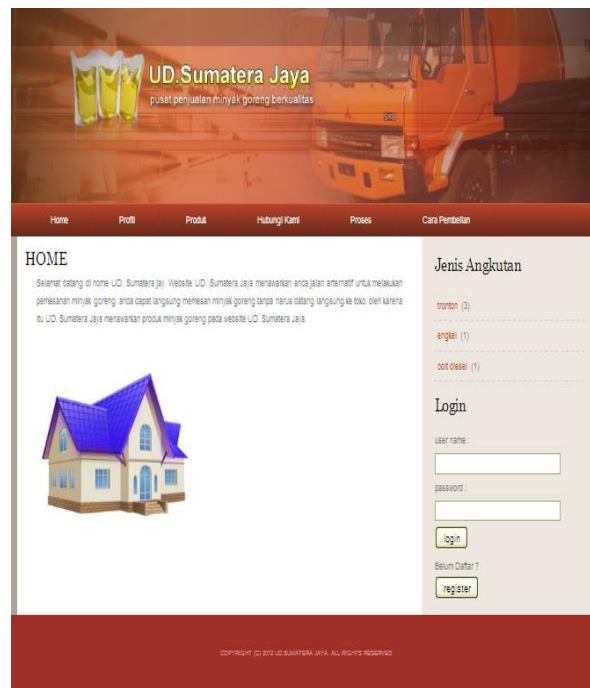 UD.Sumatera Jaya
pusat penjualan minyak goreng berkualitas
Home
Profil
Produk
Hubungi Kami
Proses
Cara Pembelian
HOME
Selamat datang di home UD. Sumatera jay. Website UD. Sumatera Jaya menawarkan anda jalan arternatif untuk melakukan
pemesanan minyak goreng. anda dapat langsung memesan minyak goreng tanpa harus datang langsung ke toko. oleh karena
itu UD. Sumatera Jaya menawarkan produk minyak goreng pada website UD. Sumatera Jaya.
Jenis Angkutan
tronton (3)
engkel (1)
colt diesel (1)
Login
user name :
password :
login
Belum Daftar ?
register
COPYRIGHT (C) 2012 UD.SUMATERA JAYA. ALL RIGHTS RESERVED